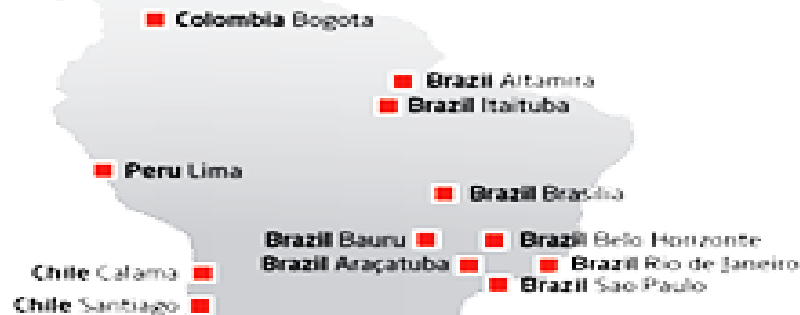 Colombia Bogota
Brazil Altamira
Brazil Itaituba
Peru Lima
Brazil Brasilia
Brazil Bauru
Brazil Belo Horizonte
Brazil Araçatuba
Brazil Rio de Janeiro
Chile Calama
Brazil Sao Paulo
Chile Santiago